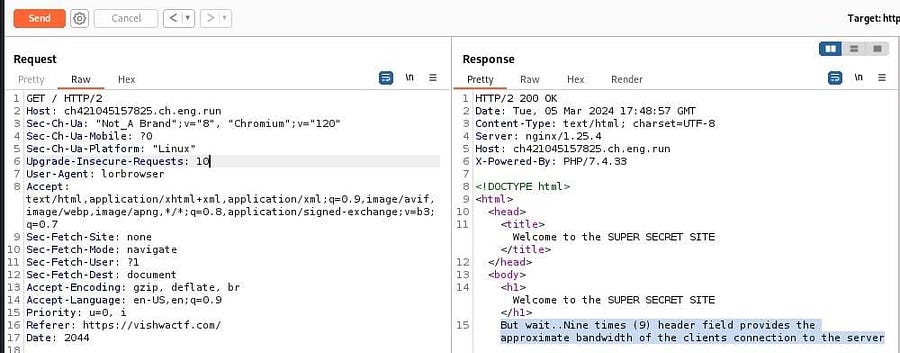 Send Cancel < > Target: http
Request
Pretty Raw Hex \n
1 GET / HTTP/2
2 Host: ch421045157825.ch.eng.run
3 Sec-Ch-Ua: "Not_A Brand";v="8", "Chromium";v="120"
4 Sec-Ch-Ua-Mobile: ?0
5 Sec-Ch-Ua-Platform: "Linux"
6 Upgrade-Insecure-Requests: 10
7 User-Agent: lorbrowser
8 Accept:
text/html,application/xhtml+xml,application/xml;q=0.9,image/avif,
image/webp,image/apng,*/*;q=0.8,application/signed-exchange;v=b3;
q=0.7
9 Sec-Fetch-Site: none
10 Sec-Fetch-Mode: navigate
11 Sec-Fetch-User: ?1
12 Sec-Fetch-Dest: document
13 Accept-Encoding: gzip, deflate, br
14 Accept-Language: en-US,en;q=0.9
15 Priority: u=0, i
16 Referer: https://vishwactf.com/
17 Date: 2044
18
Response
Pretty Raw Hex Render \n
1 HTTP/2 200 OK
2 Date: Tue, 05 Mar 2024 17:48:57 GMT
3 Content-Type: text/html; charset=UTF-8
4 Server: nginx/1.25.4
5 Host: ch421045157825.ch.eng.run
6 X-Powered-By: PHP/7.4.33
7
8 <!DOCTYPE html>
9 <html>
10 <head>
11 <title>
Welcome to the SUPER SECRET SITE
</title>
12 </head>
13 <body>
14 <h1>
Welcome to the SUPER SECRET SITE
</h1>
15 But wait..Nine times (9) header field provides the
approximate bandwidth of the clients connection to the server